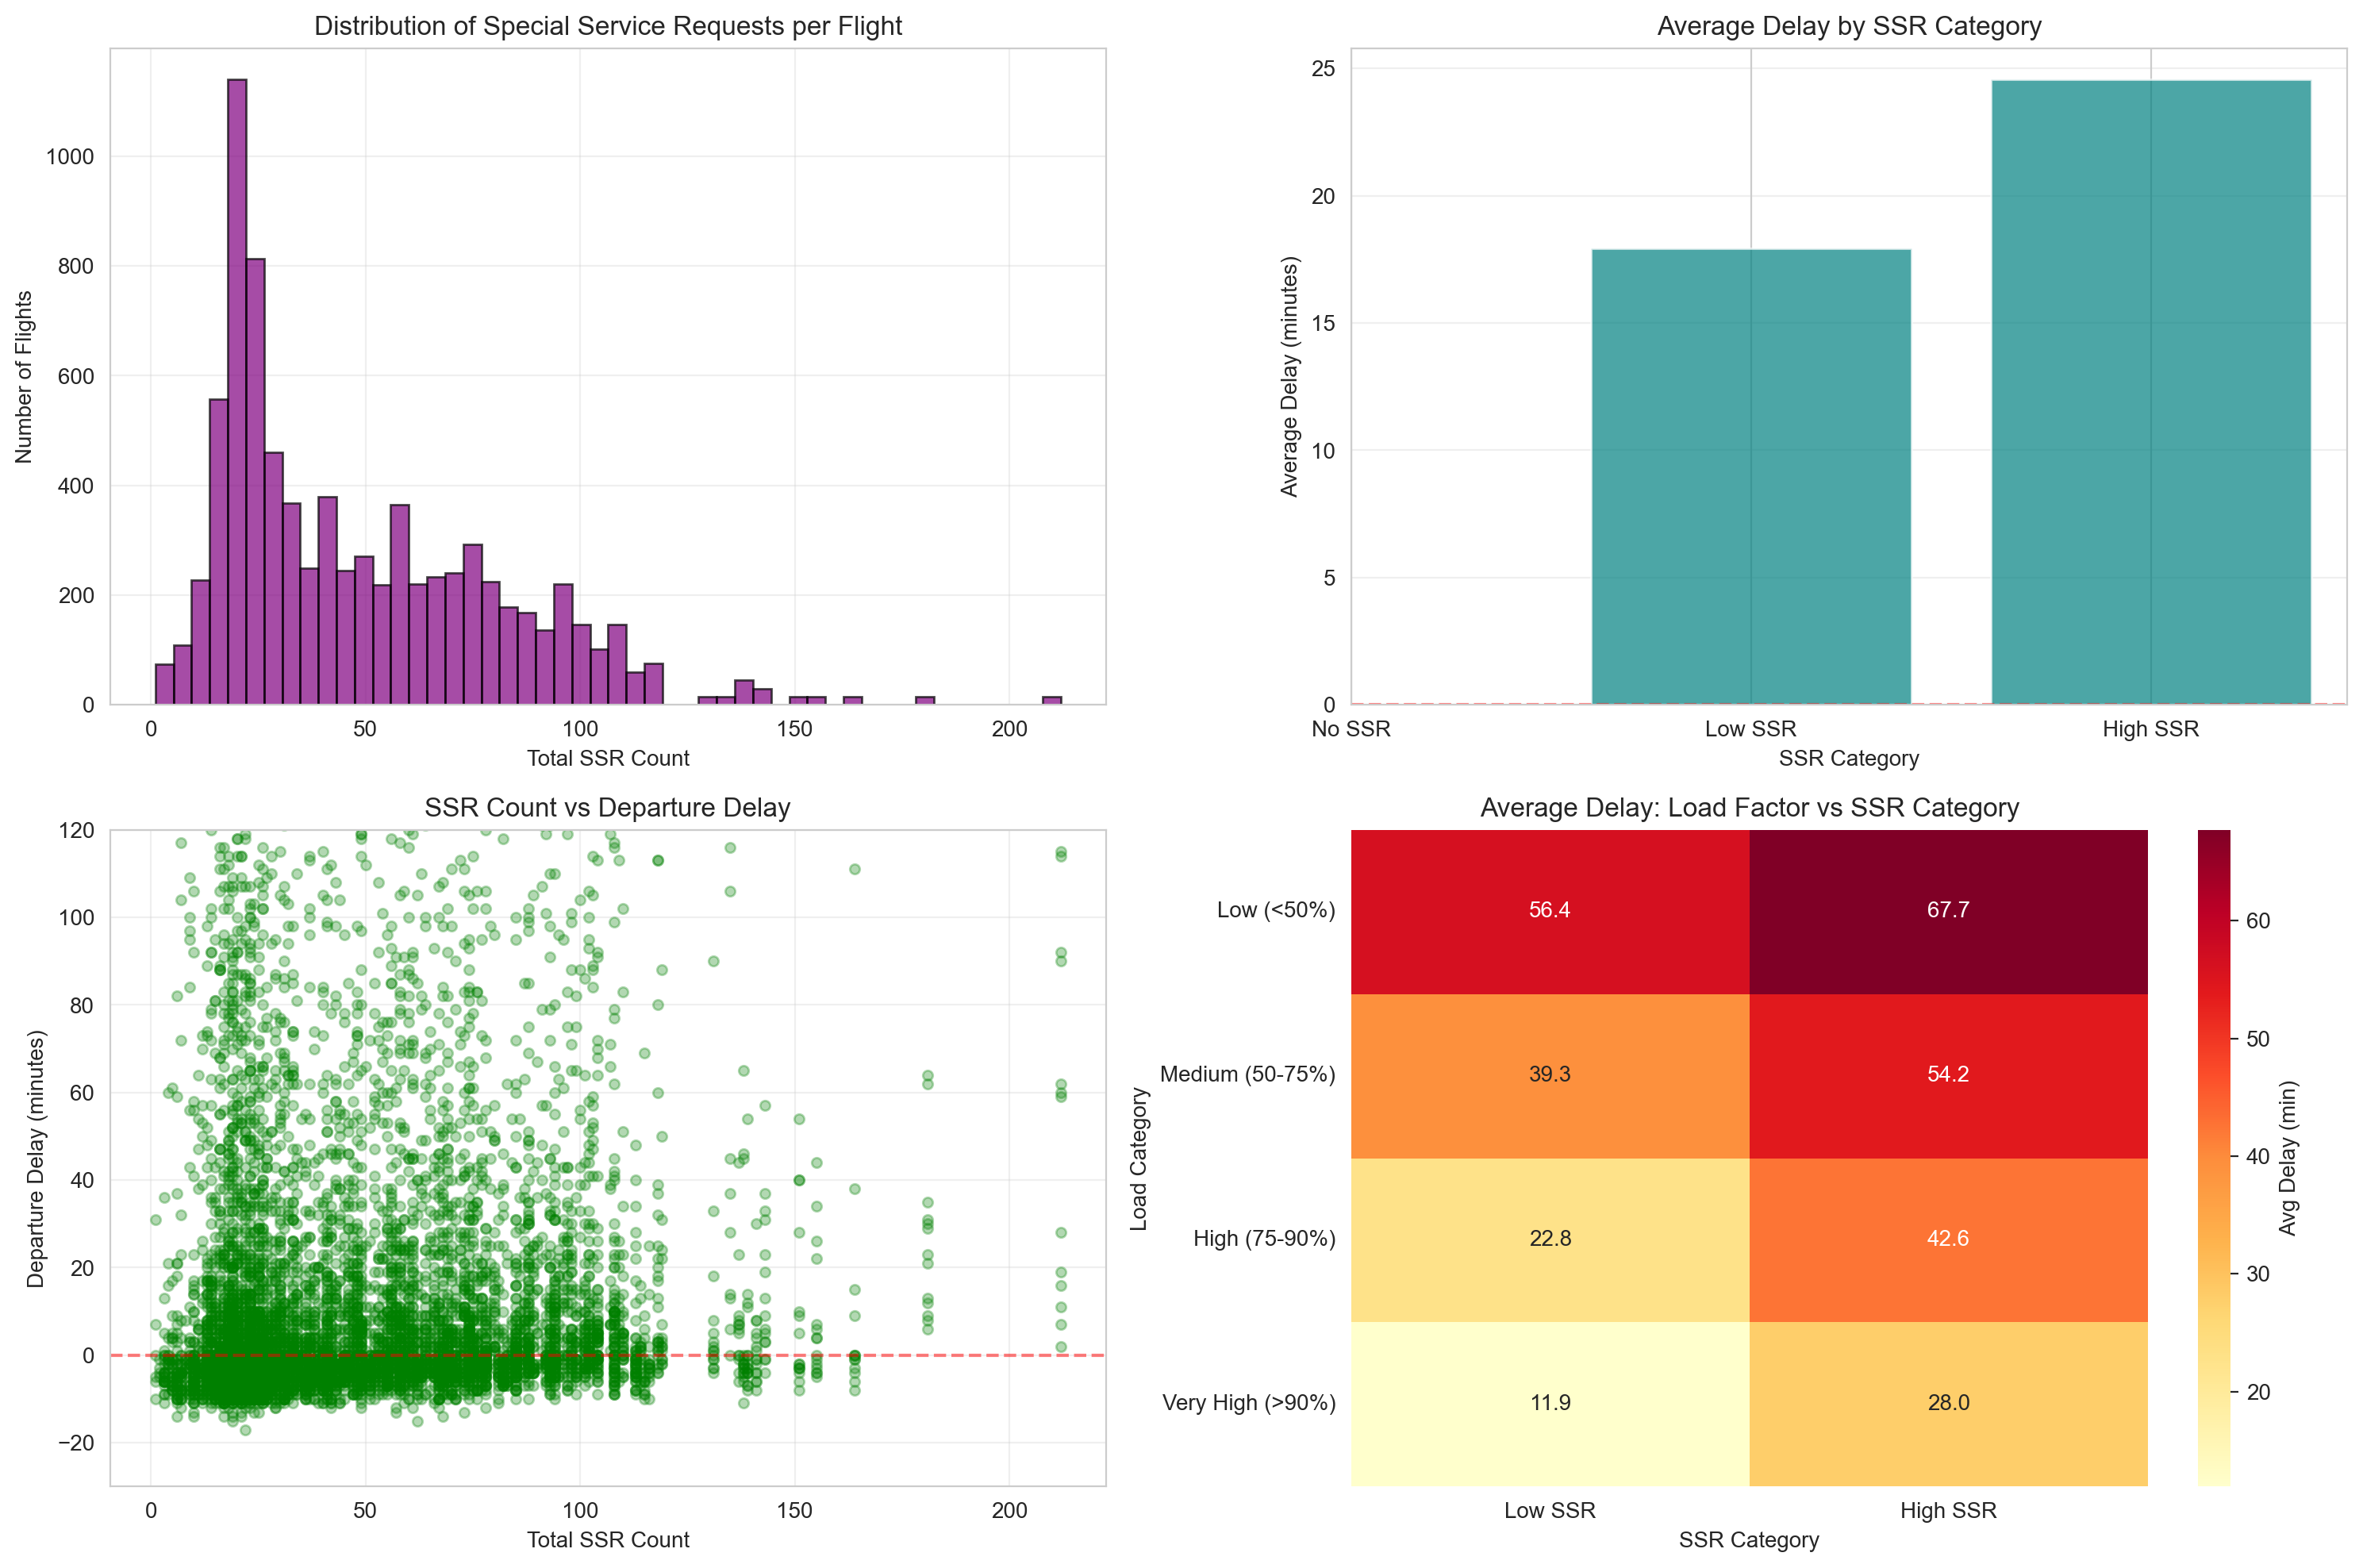 Distribution of Special Service Requests per Flight
Number of Flights
1000
800
600
400
200
0
0 50 100 150 200
Total SSR Count
Average Delay by SSR Category
Average Delay (minutes)
25
20
15
10
5
0
No SSR Low SSR High SSR
SSR Category
SSR Count vs Departure Delay
Departure Delay (minutes)
120
100
80
60
40
20
0
−20
0 50 100 150 200
Total SSR Count
Average Delay: Load Factor vs SSR Category
Load Category
Low (<50%) 56.4 67.7
Medium (50-75%) 39.3 54.2
High (75-90%) 22.8 42.6
Very High (>90%) 11.9 28.0
Low SSR High SSR
SSR Category
60
50
40
30
20
Avg Delay (min)